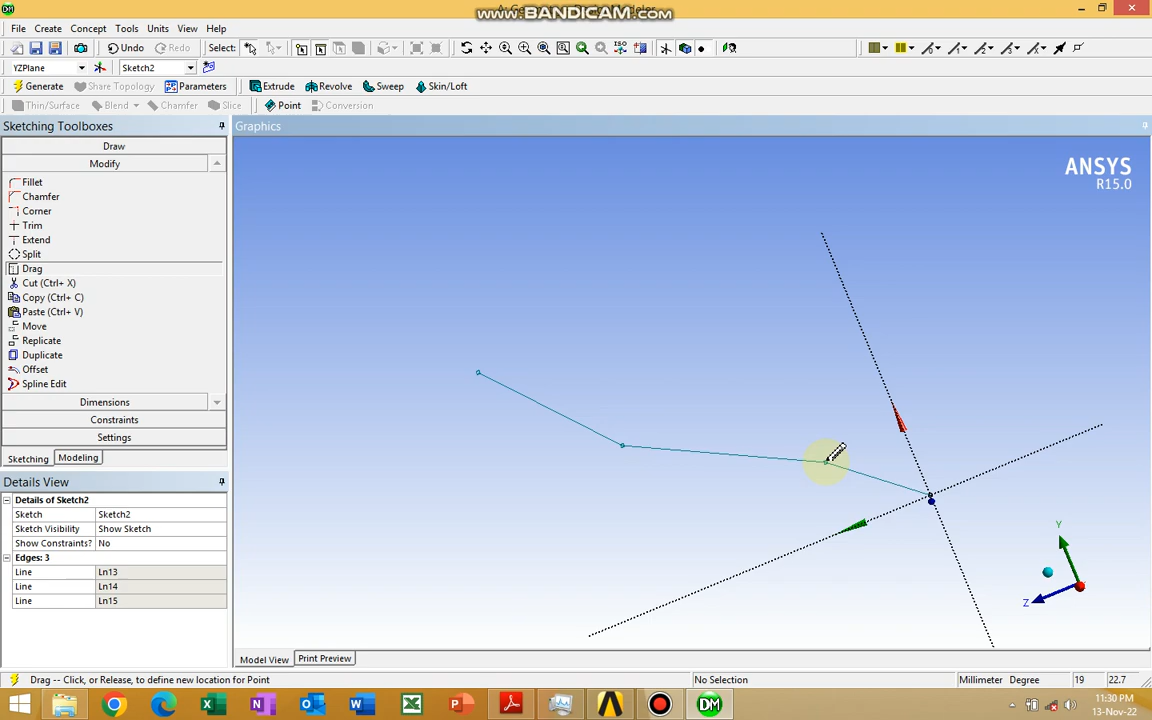 www.BANDICAM.com
File Create Concept Tools Units View Help
Undo Redo Select:
YZPlane Sketch2
Generate Share Topology Parameters Extrude Revolve Sweep Skin/Loft
Thin/Surface Blend Chamfer Slice Point Conversion
Sketching Toolboxes
Graphics
Draw
Modify
Fillet
Chamfer
Corner
Trim
Extend
Split
Drag
Cut (Ctrl+ X)
Copy (Ctrl+ C)
Paste (Ctrl+ V)
Move
Replicate
Duplicate
Offset
Spline Edit
Dimensions
Constraints
Settings
Sketching Modeling
Details View
Details of Sketch2
Sketch Sketch2
Sketch Visibility Show Sketch
Show Constraints? No
Edges: 3
Line Ln13
Line Ln14
Line Ln15
ANSYS
R15.0
Y
Z
Model View Print Preview
Drag -- Click, or Release, to define new location for Point
No Selection
Millimeter Degree 19 22.7
11:30 PM
13-Nov-22